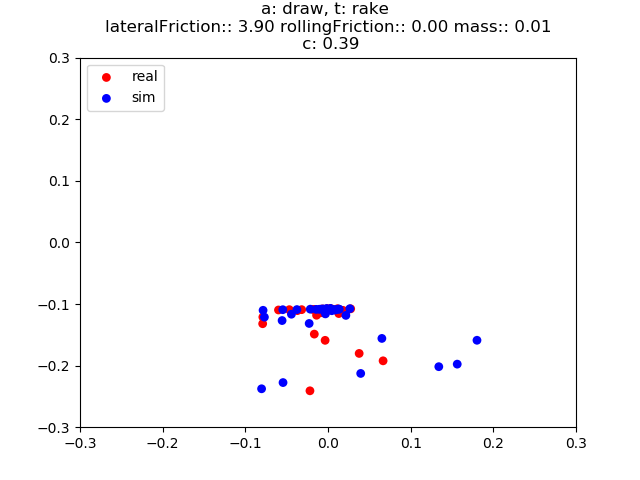 a: draw, t: rake
lateralFriction:: 3.90 rollingFriction:: 0.00 mass:: 0.01
c: 0.39
real
sim
0.3
0.2
0.1
0.0
−0.1
−0.2
−0.3
−0.3
−0.2
−0.1
0.0
0.1
0.2
0.3